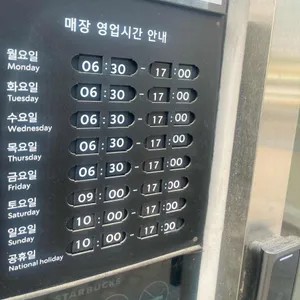 매장 영업시간 안내
월요일 06:30 - 17:00
Monday
화요일 06:30 - 17:00
Tuesday
수요일 06:30 - 17:00
Wednesday
목요일 06:30 - 17:00
Thursday
금요일 06:30 - 17:00
Friday
토요일 09:00 - 17:00
Saturday
일요일 10:00 - 17:00
Sunday
공휴일 10:00 - 17:00
National holiday
STARBUCKS